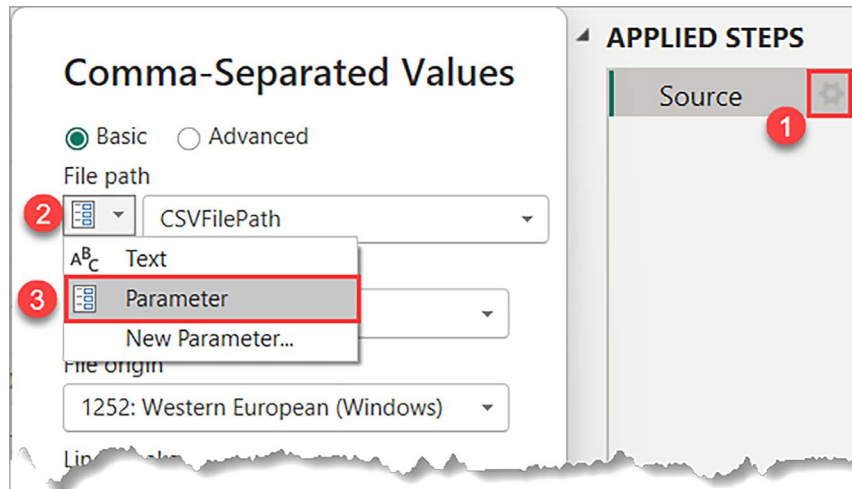 Comma-Separated Values
Basic Advanced
File path
2
CSVFilePath
ABC Text
3
Parameter
New Parameter...
File origin
1252: Western European (Windows)
APPLIED STEPS
Source
1